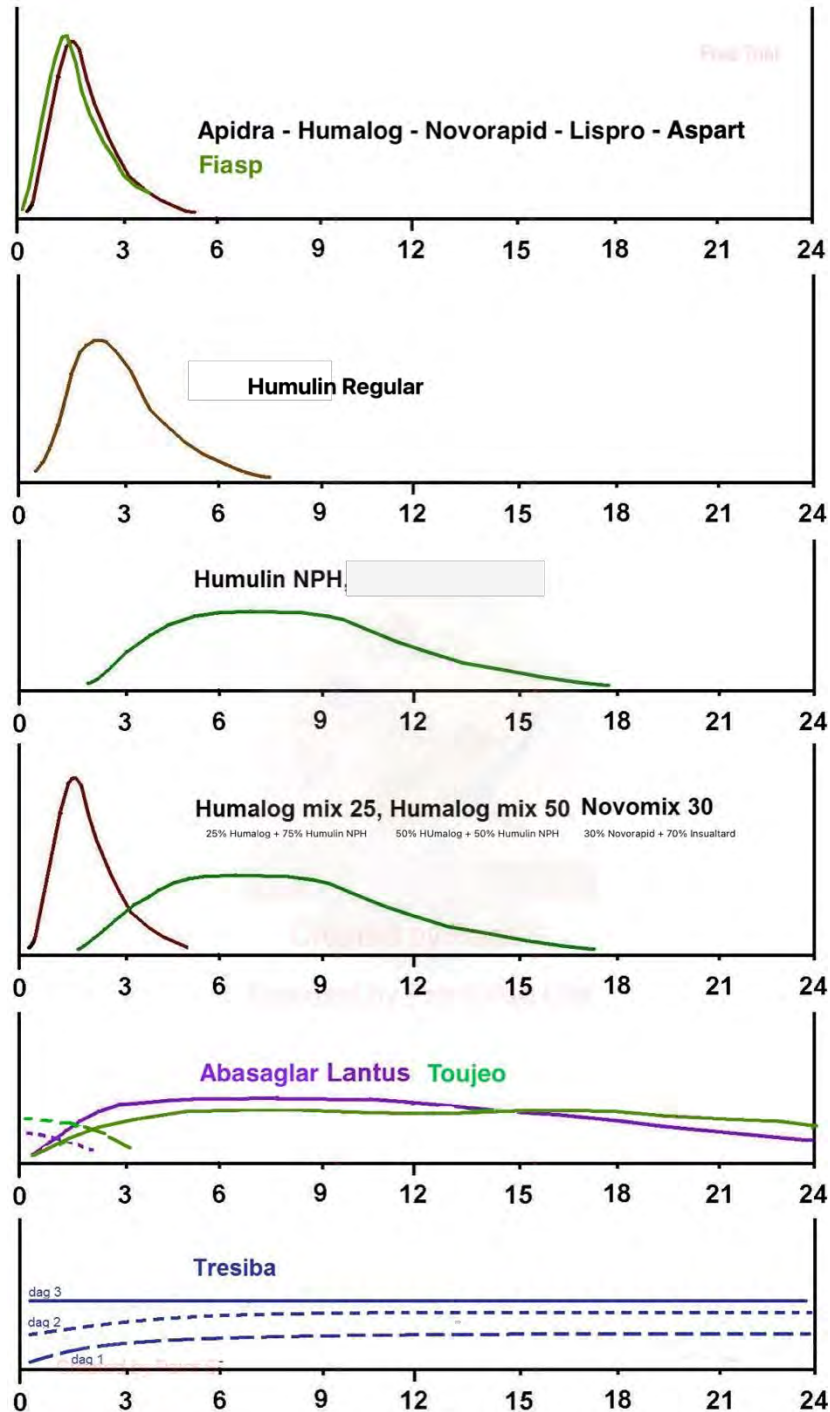 Free Trial
Apidra - Humalog - Novorapid - Lispro - Aspart
Fiasp
0 3 6 9 12 15 18 21 24
Humulin Regular
0 3 6 9 12 15 18 21 24
Humulin NPH,
0 3 6 9 12 15 18 21 24
Humalog mix 25, Humalog mix 50 Novomix 30
25% Humalog + 75% Humulin NPH 50% HUmalog + 50% Humulin NPH 30% Novorapid + 70% Insualtard
0 3 6 9 12 15 18 21 24
Abasaglar Lantus Toujeo
0 3 6 9 12 15 18 21 24
Tresiba
dag 3
dag 2
dag 1
0 3 6 9 12 15 18 21 24